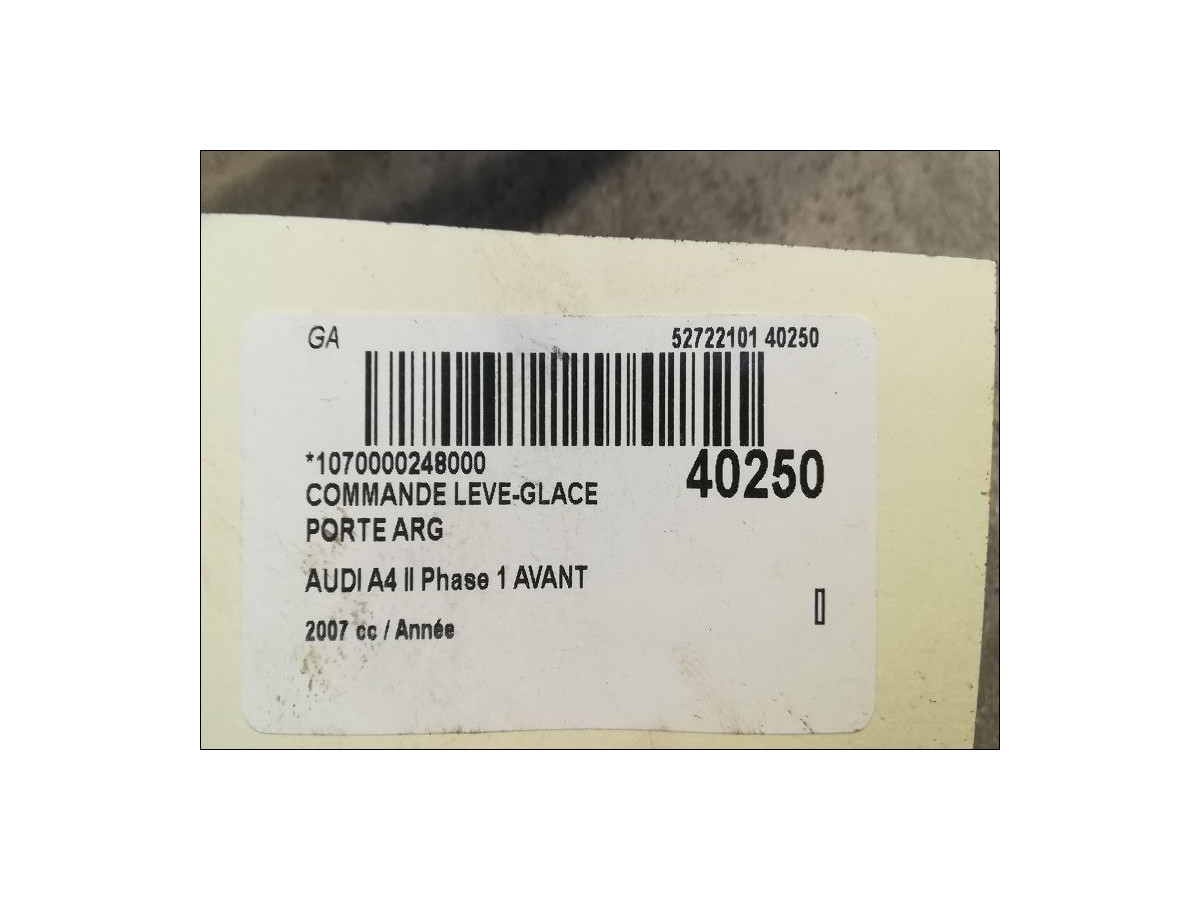 GA 52722101 40250
*1070000248000
40250
COMMANDE LEVE-GLACE
PORTE ARG
AUDI A4 II Phase 1 AVANT
2007 cc / Année